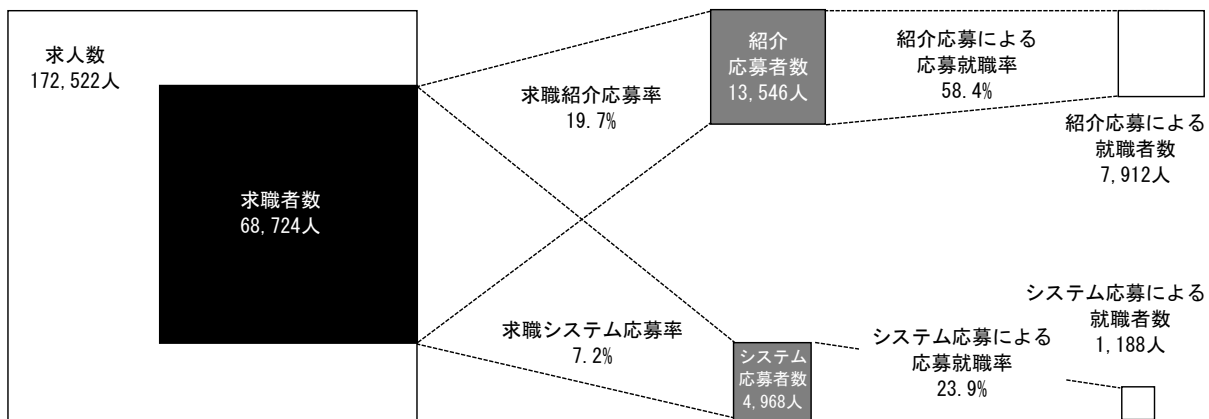 求人数
172,522人
求職者数
68,724人
求職紹介応募率
19.7%
紹介
応募者数
13,546人
紹介応募による
応募就職率
58.4%
紹介応募による
就職者数
7,912人
求職システム応募率
7.2%
システム
応募者数
4,968人
システム応募による
応募就職率
23.9%
システム応募による
就職者数
1,188人